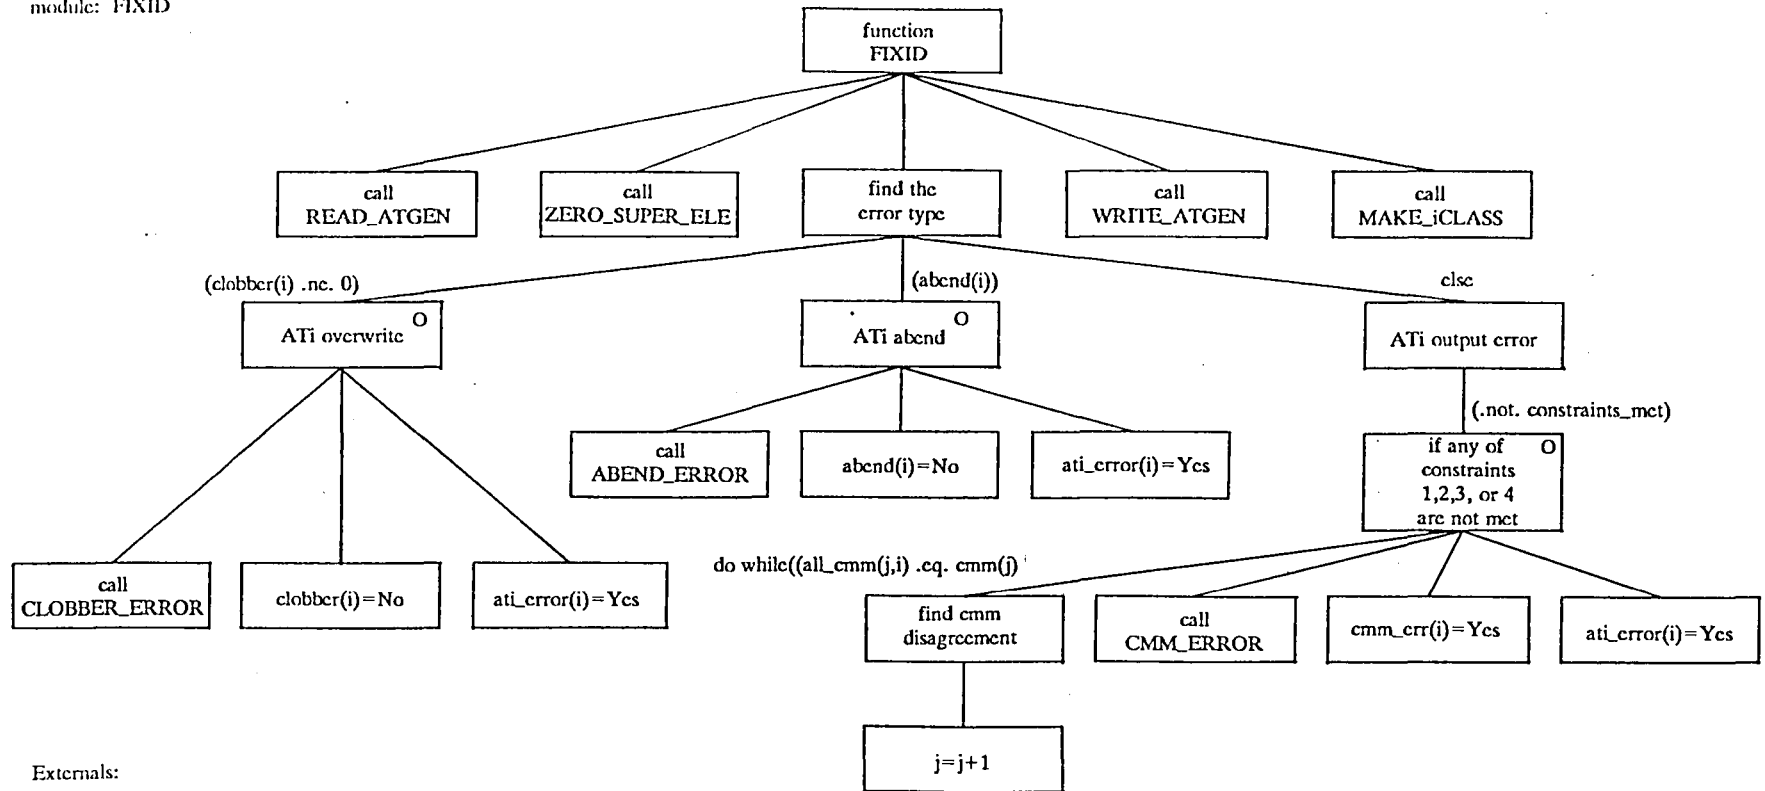 module: FIXID
function
FIXID
call
READ_ATGEN
call
ZERO_SUPER_ELE
find the
error type
call
WRITE_ATGEN
call
MAKE_iCLASS
(clobber(i) .ne. 0)
(abend(i))
else
ATi overwrite
O
ATi abend
O
ATi output error
(.not. constraints_met)
call
ABEND_ERROR
abend(i)=No
ati_error(i)=Yes
if any of
O
constraints
1,2,3, or 4
are not met
call
CLOBBER_ERROR
clobber(i)=No
ati_error(i)=Yes
do while((all_cmm(j,i) .eq. cmm(j)
find cmm
disagreement
call
CMM_ERROR
cmm_err(i)=Yes
ati_error(i)=Yes
j=j+1
Externals: